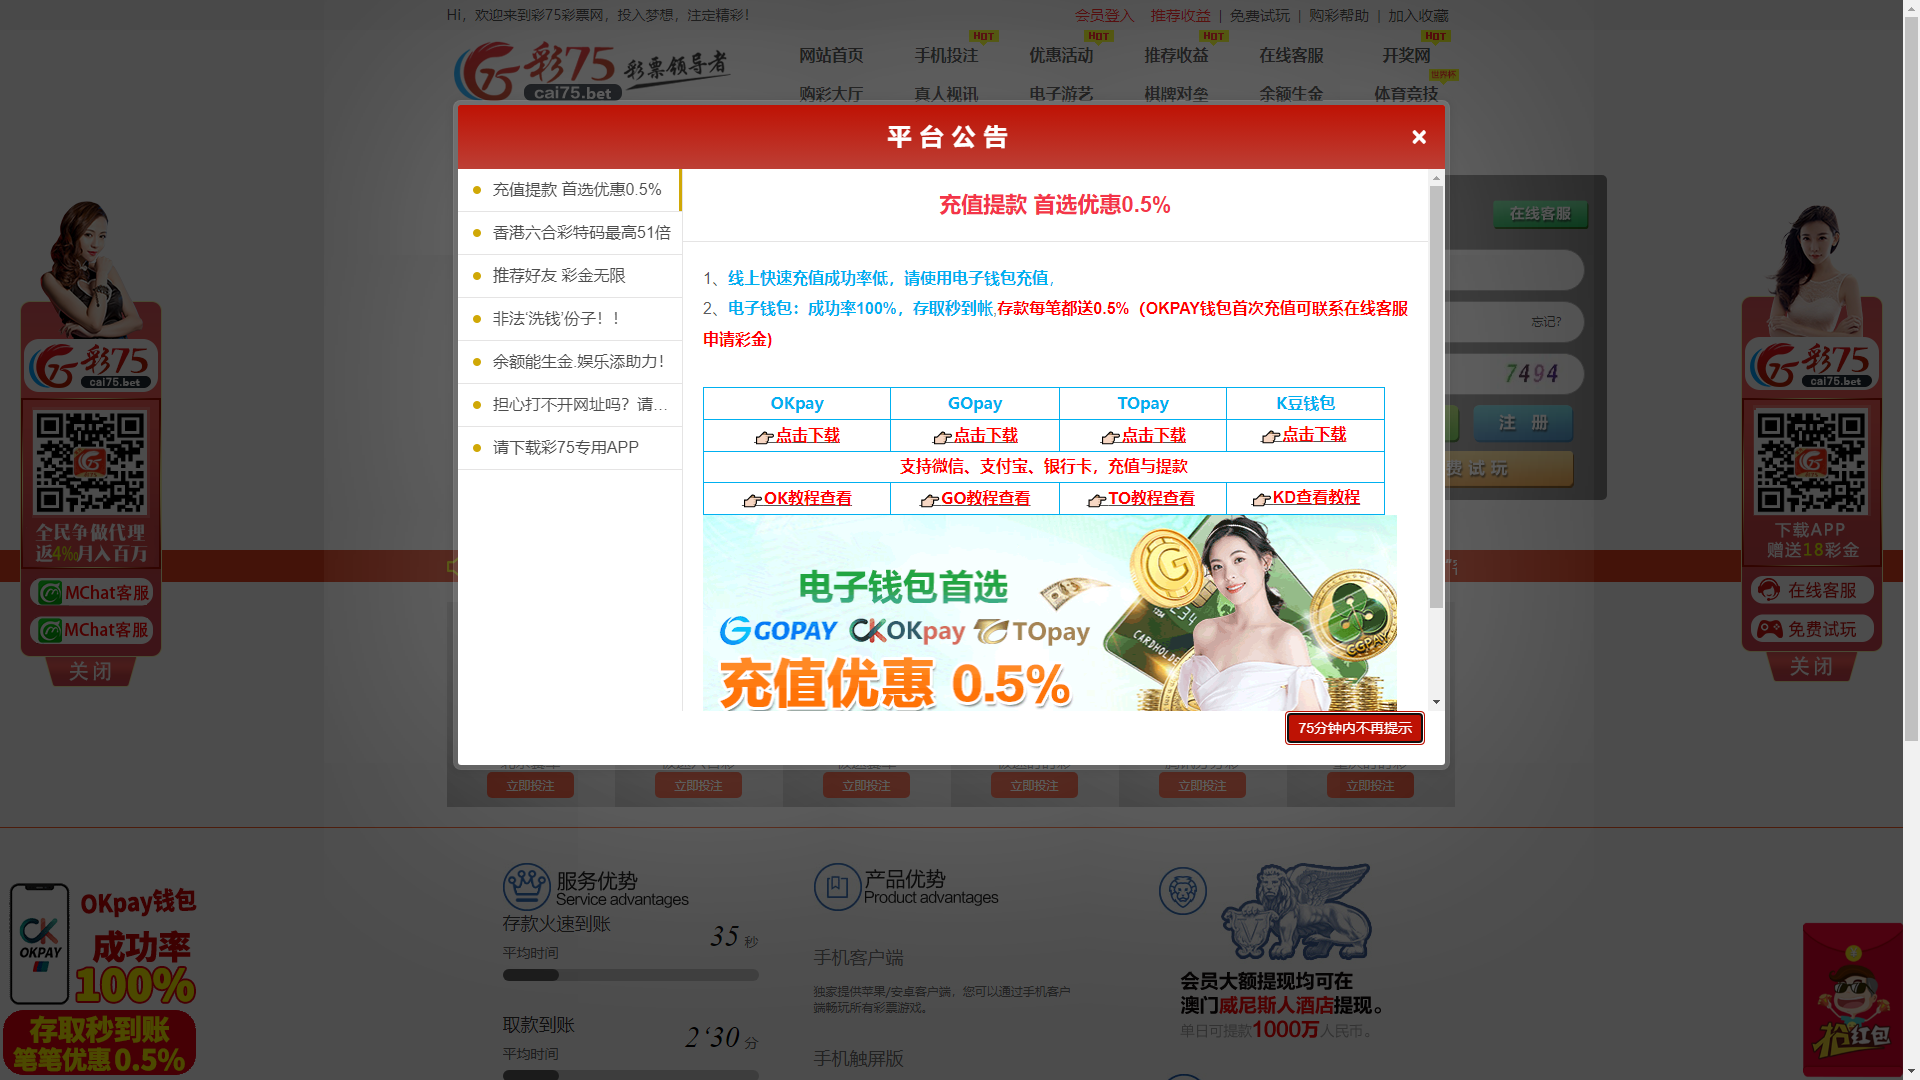 Hi，欢迎来到彩75彩票网，投入梦想，注定精彩！
会员登入 推荐收益 | 免费试玩 | 购彩帮助 | 加入收藏
彩75 彩票领导者
cai75.bet
HOT HOT HOT HOT
网站首页 手机投注 优惠活动 推荐收益 在线客服 开奖网
世界杯
购彩大厅 真人视讯 电子游艺 棋牌对垒 余额生金 体育竞技
平台公告
×
充值提款 首选优惠0.5%
香港六合彩特码最高51倍
推荐好友 彩金无限
非法‘洗钱’份子！！
余额能生金.娱乐添助力！
担心打不开网址吗？请...
请下载彩75专用APP
充值提款 首选优惠0.5%
1、线上快速充值成功率低，请使用电子钱包充值，
2、电子钱包：成功率100%，存取秒到帐,存款每笔都送0.5%（OKPAY钱包首次充值可联系在线客服
申请彩金)
OKpay GOpay TOpay K豆钱包
点击下载 点击下载 点击下载 点击下载
支持微信、支付宝、银行卡，充值与提款
OK教程查看 GO教程查看 TO教程查看 KD查看教程
电子钱包首选
GOPAY OKpay TOpay
充值优惠 0.5%
CARDHOLDE
GOPAY
75分钟内不再提示
在线客服
忘记?
7494
注 册
费试玩
彩75
cai75.bet
全民争做代理
返4‰月入百万
MChat客服
MChat客服
关闭
彩75
cai75.bet
下载APP
赠送18彩金
在线客服
免费试玩
关闭
立即投注 立即投注 立即投注 立即投注 立即投注 立即投注
服务优势
Service advantages
存款火速到账
平均时间
35 秒
取款到账
平均时间
2‘30 分
产品优势
Product advantages
手机客户端
独家提供苹果/安卓客户端，您可以通过手机客户
端畅玩所有彩票游戏。
手机触屏版
会员大额提现均可在
澳门威尼斯人酒店提现。
单日可提款1000万人民币。
OKpay钱包
成功率
100%
OKPAY
存取秒到账
笔笔优惠0.5%
抢红包